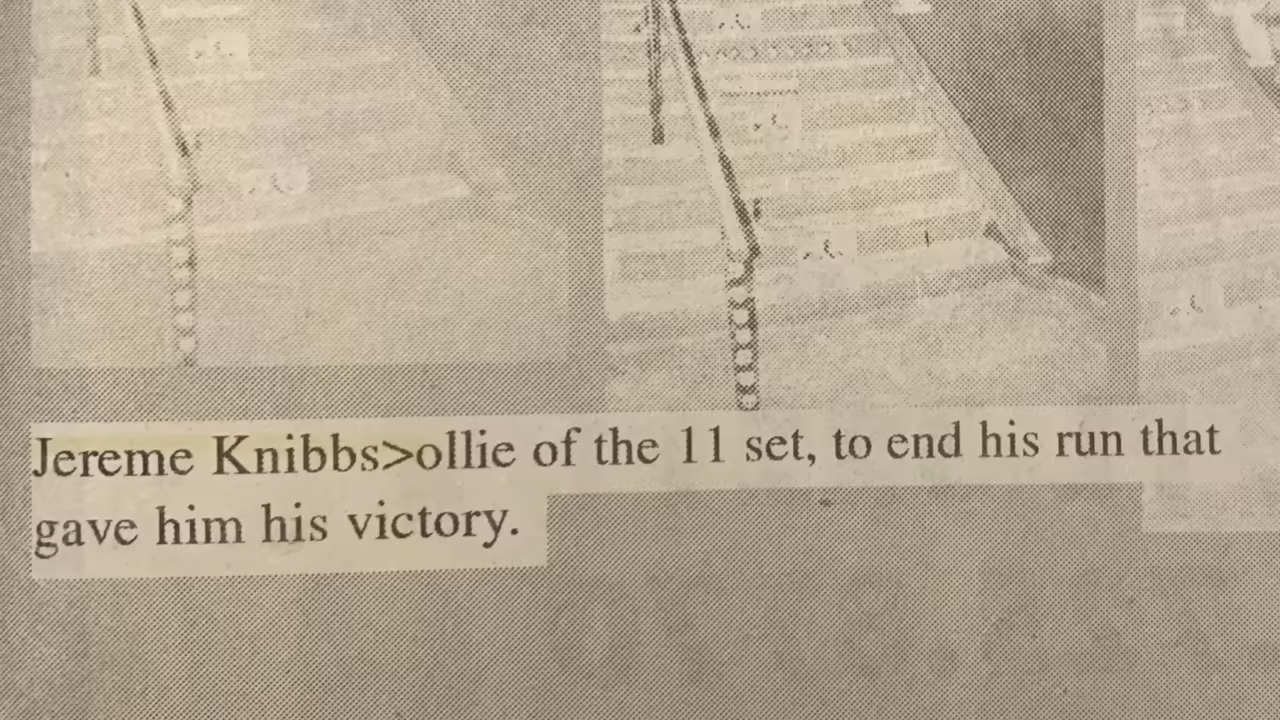 Jereme Knibbs>ollie of the 11 set, to end his run that
gave him his victory.